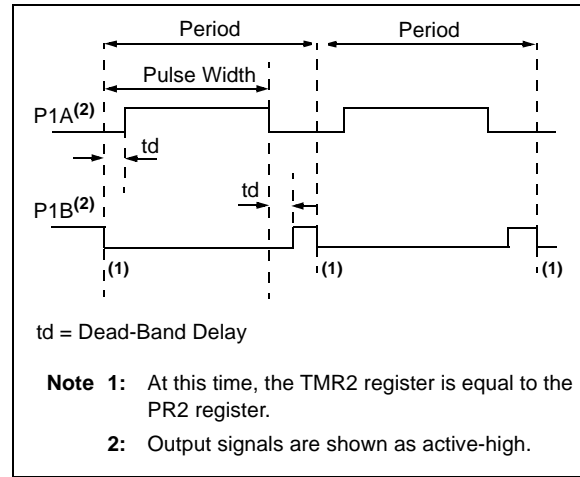 Period Period
Pulse Width
P1A(2)
td
td
P1B(2)
(1) (1) (1)
td = Dead-Band Delay
Note 1: At this time, the TMR2 register is equal to the
PR2 register.
2: Output signals are shown as active-high.